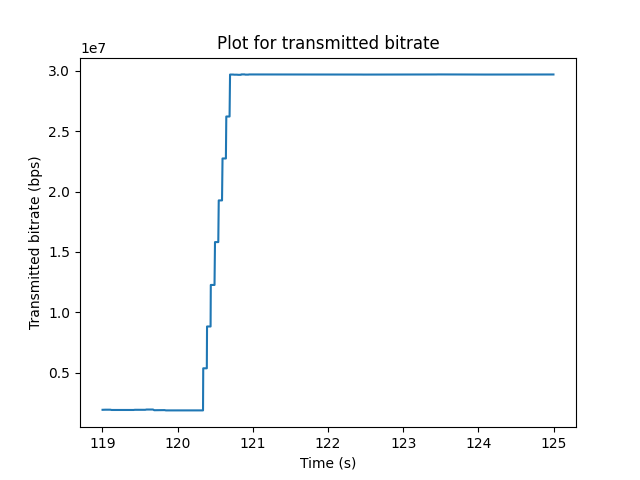 Plot for transmitted bitrate
1e7
3.0
2.5
2.0
1.5
1.0
0.5
Transmitted bitrate (bps)
119 120 121 122 123 124 125
Time (s)